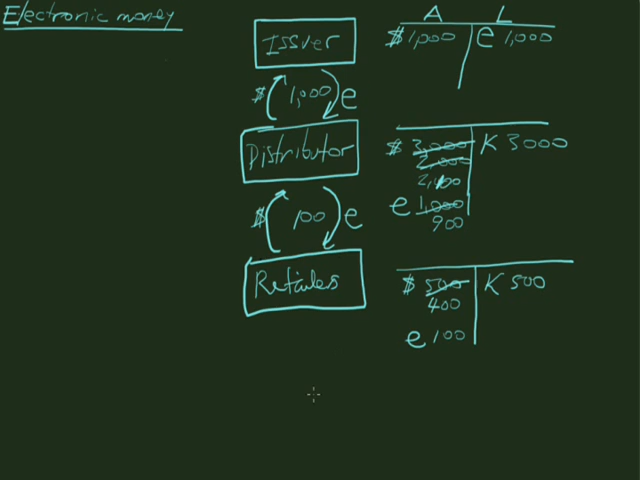 Electronic money
A L
Issuer
$1,000 e 1,000
$ 1,000 e
Distributor
$ 3,000 K 3000
2,000
2,100
e 1,000
900
$ 100 e
Retailer
$ 500 K 500
400
e 100